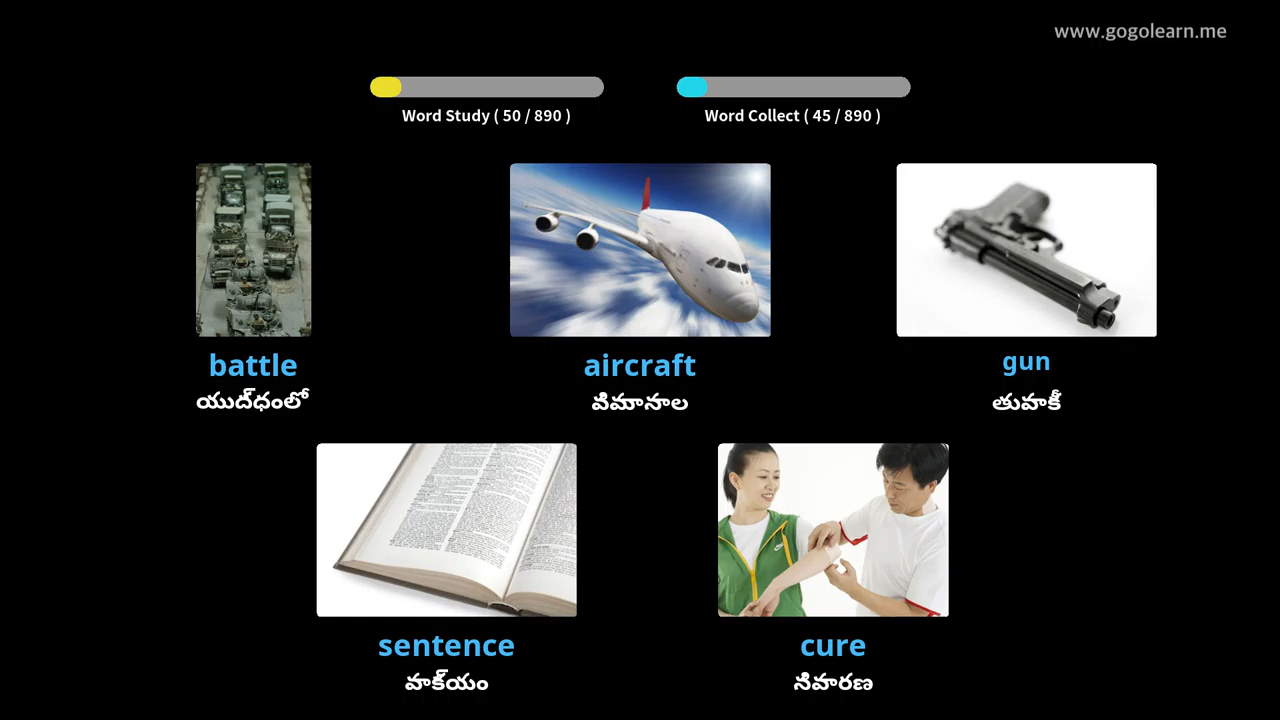 www.gogolearn.me
Word Study ( 50 / 890 )
Word Collect ( 45 / 890 )
battle
యుద్ధంలో
aircraft
విమానాల
gun
తుపాకీ
sentence
వాక్యం
cure
నివారణ